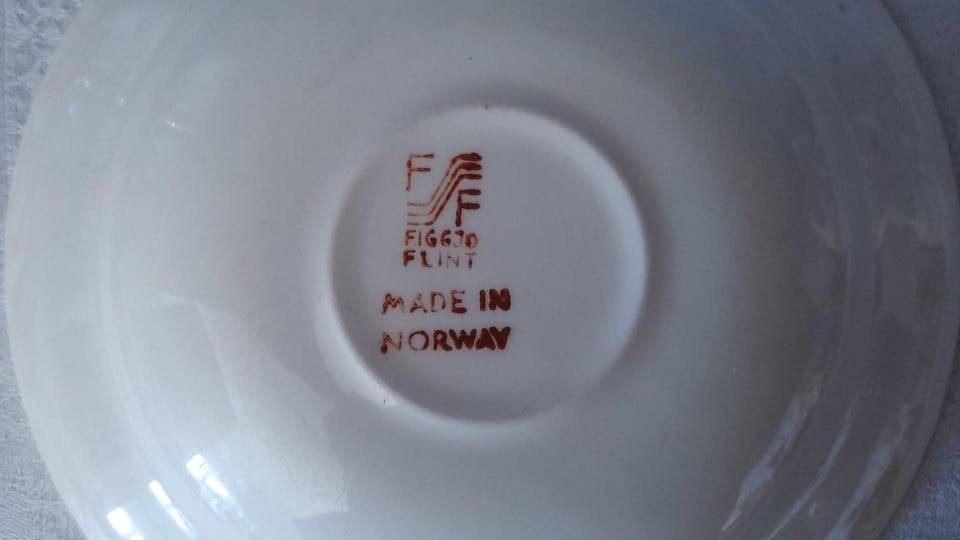 F
F
FIGGJO
FLINT
MADE IN
NORWAY